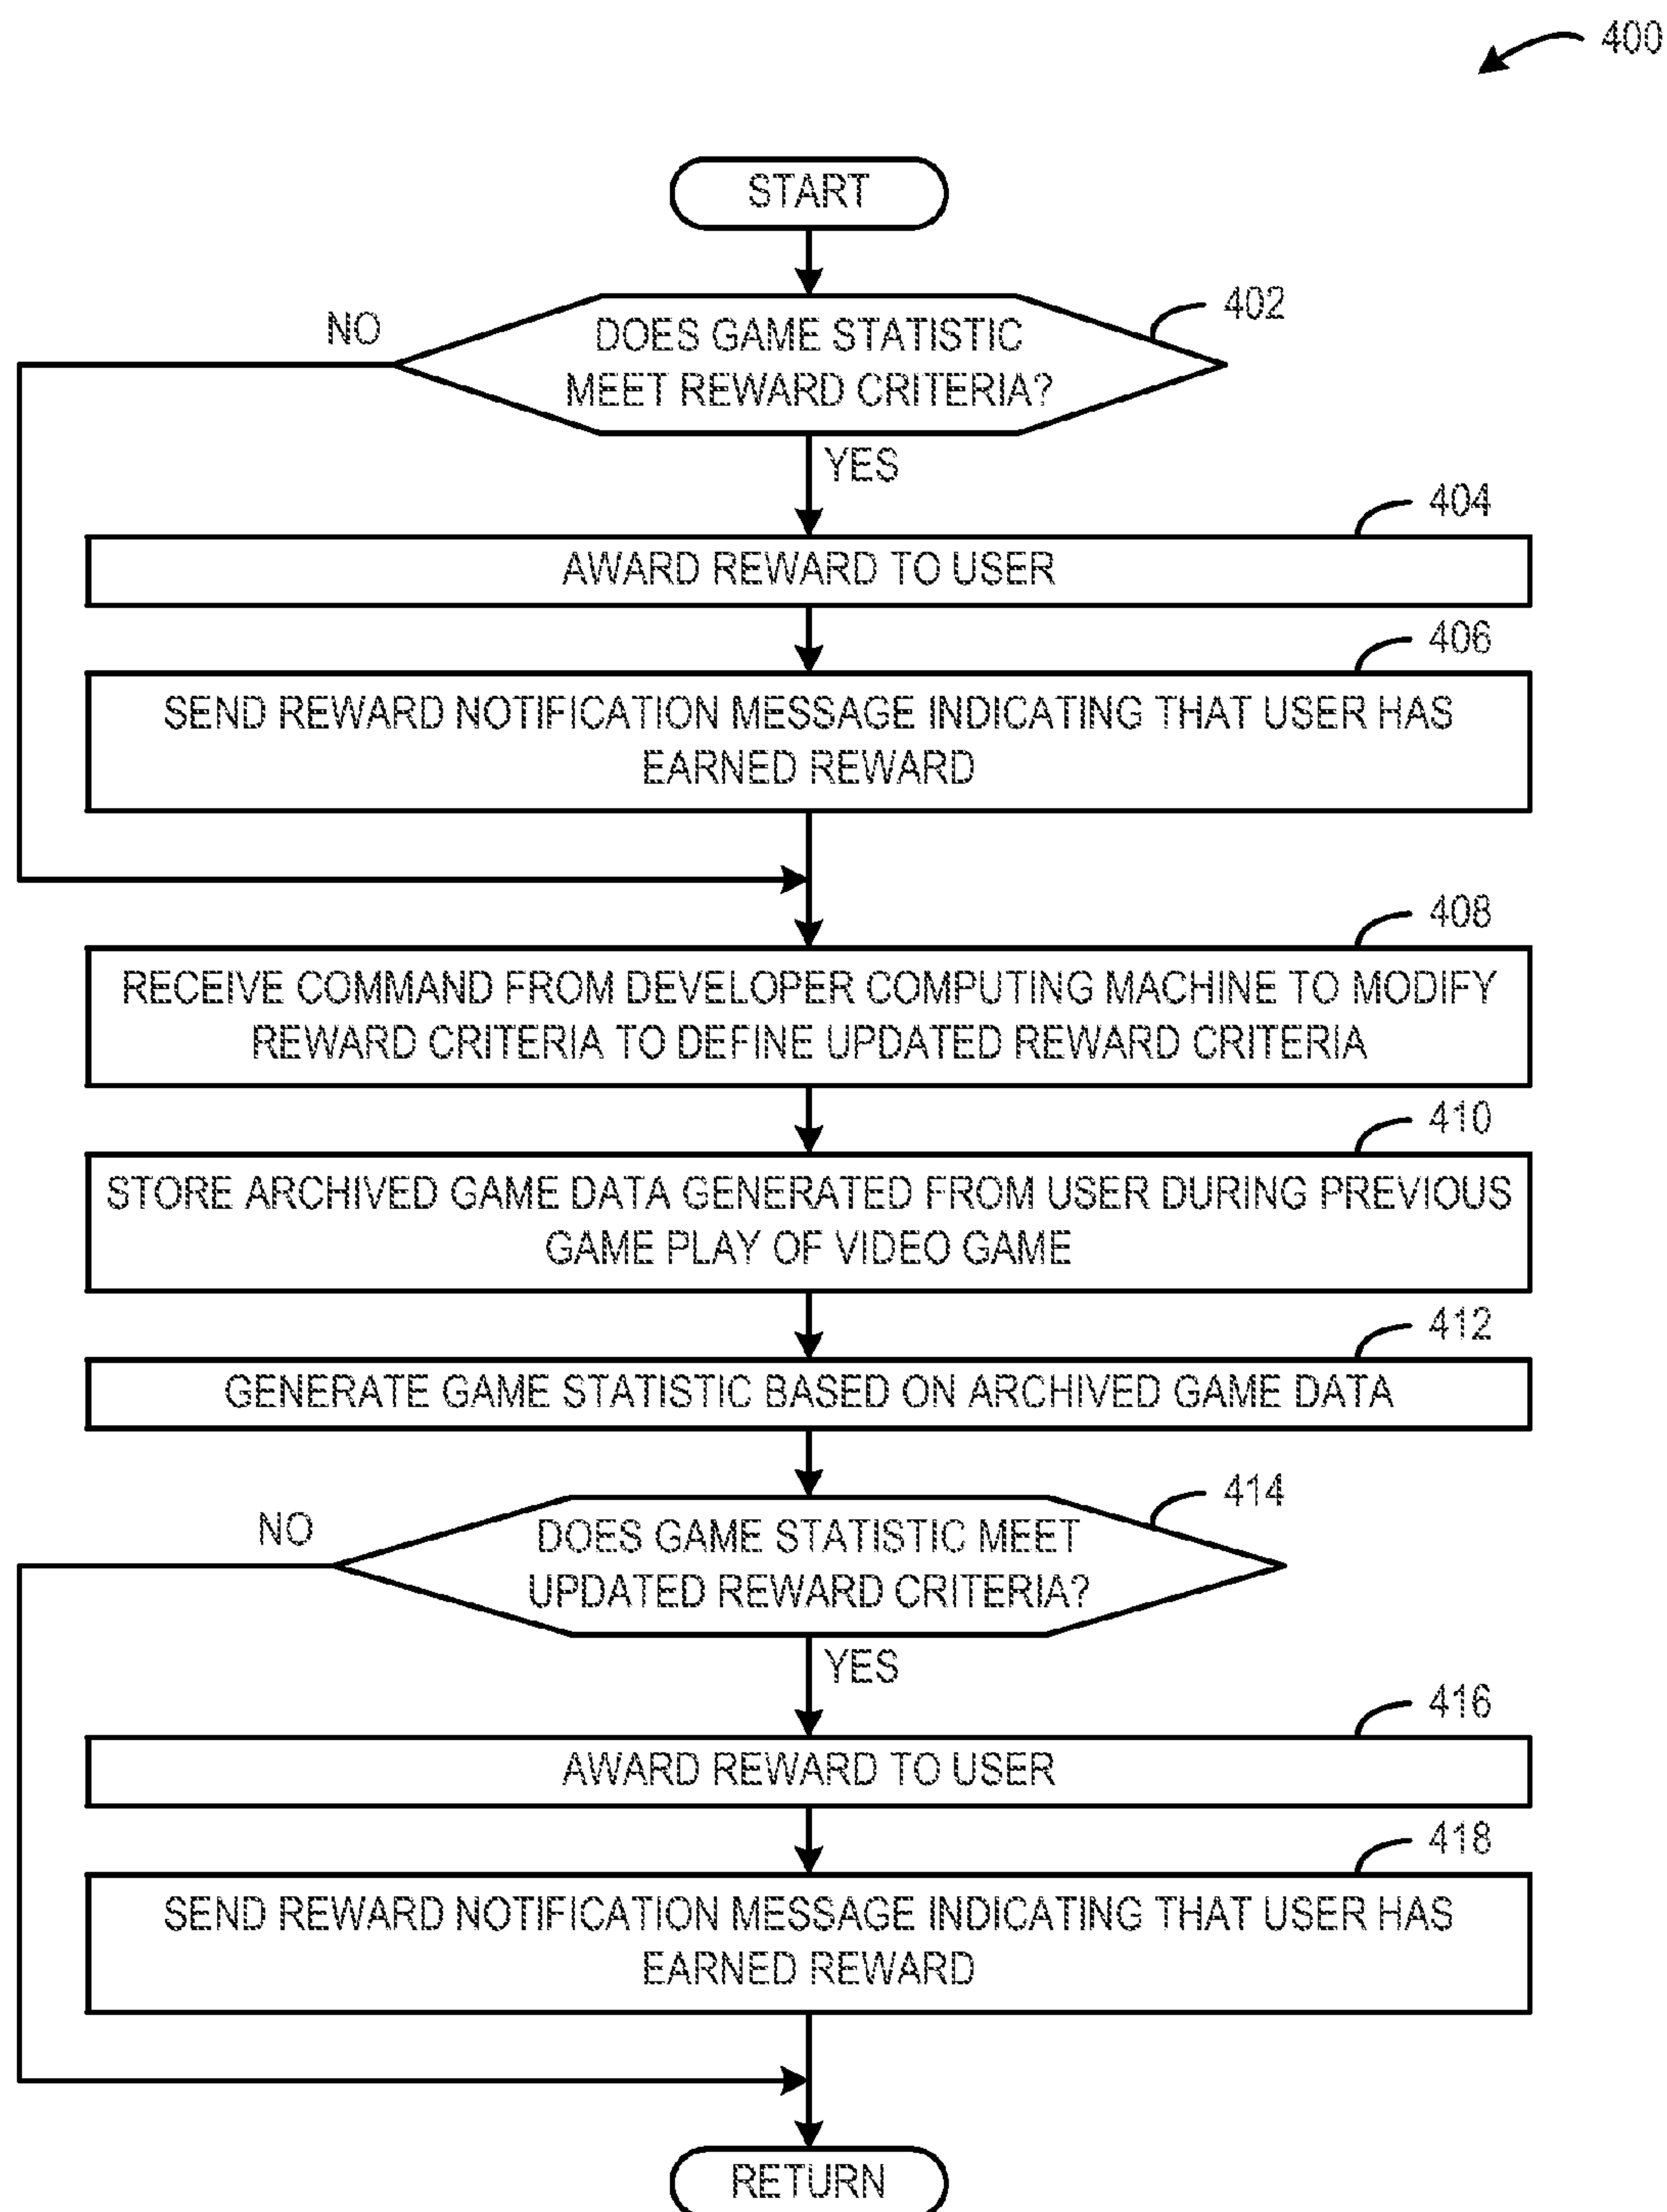 400
START
402
DOES GAME STATISTIC
MEET REWARD CRITERIA?
NO
YES
404
AWARD REWARD TO USER
406
SEND REWARD NOTIFICATION MESSAGE INDICATING THAT USER HAS
EARNED REWARD
408
RECEIVE COMMAND FROM DEVELOPER COMPUTING MACHINE TO MODIFY
REWARD CRITERIA TO DEFINE UPDATED REWARD CRITERIA
410
STORE ARCHIVED GAME DATA GENERATED FROM USER DURING PREVIOUS
GAME PLAY OF VIDEO GAME
412
GENERATE GAME STATISTIC BASED ON ARCHIVED GAME DATA
414
DOES GAME STATISTIC MEET
UPDATED REWARD CRITERIA?
NO
YES
416
AWARD REWARD TO USER
418
SEND REWARD NOTIFICATION MESSAGE INDICATING THAT USER HAS
EARNED REWARD
RETURN